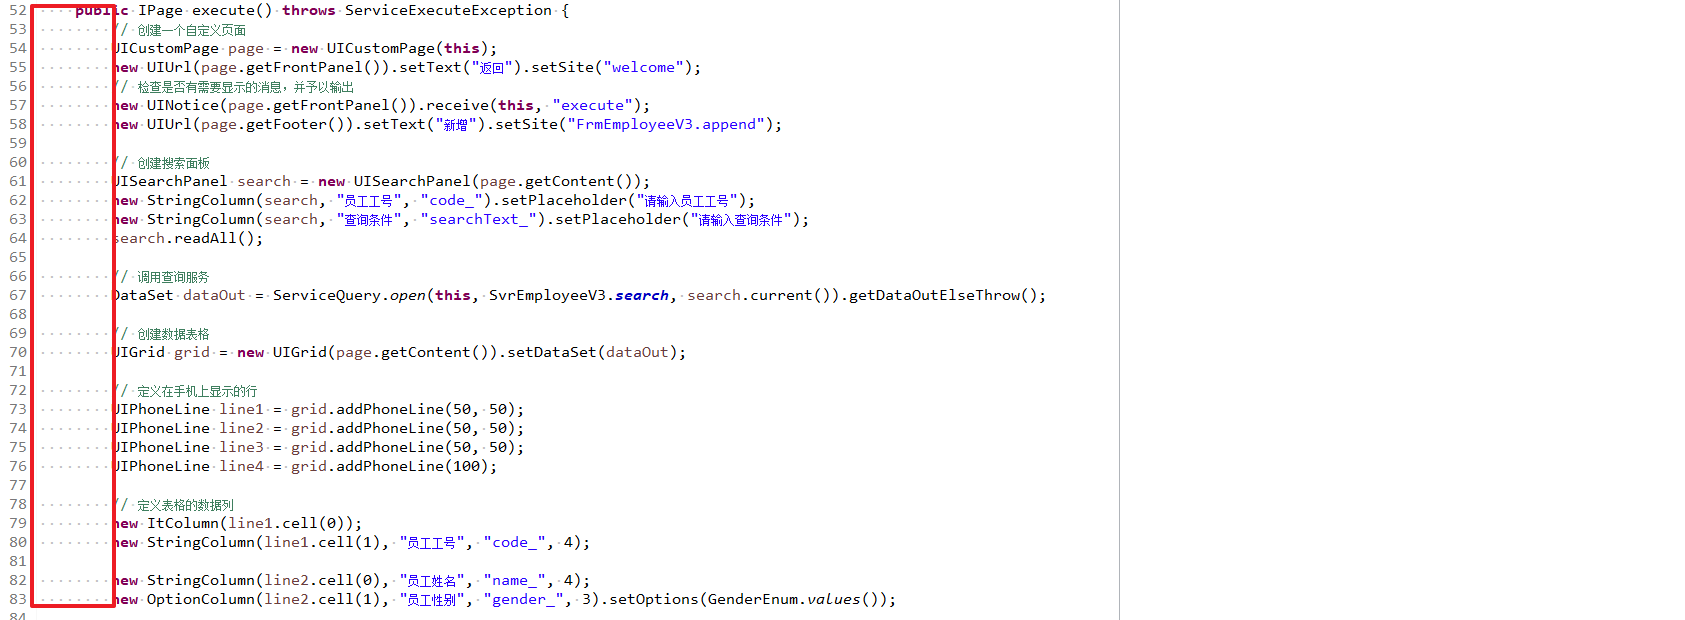 52 public IPage execute() throws ServiceExecuteException {
53 // 创建一个自定义页面
54 UICustomPage page = new UICustomPage(this);
55 new UIUrl(page.getFrontPanel()).setText("返回").setSite("welcome");
56 // 检查是否有需要显示的消息，并予以输出
57 new UINotice(page.getFrontPanel()).receive(this, "execute");
58 new UIUrl(page.getFooter()).setText("新增").setSite("FrmEmployeeV3.append");
59
60 // 创建搜索面板
61 UISearchPanel search = new UISearchPanel(page.getContent());
62 new StringColumn(search, "员工工号", "code_").setPlaceholder("请输入员工工号");
63 new StringColumn(search, "查询条件", "searchText_").setPlaceholder("请输入查询条件");
64 search.readAll();
65
66 // 调用查询服务
67 DataSet dataOut = ServiceQuery.open(this, SvrEmployeeV3.search, search.current()).getDataOutElseThrow();
68
69 // 创建数据表格
70 UIGrid grid = new UIGrid(page.getContent()).setDataSet(dataOut);
71
72 // 定义在手机上显示的行
73 UIPhoneLine line1 = grid.addPhoneLine(50, 50);
74 UIPhoneLine line2 = grid.addPhoneLine(50, 50);
75 UIPhoneLine line3 = grid.addPhoneLine(50, 50);
76 UIPhoneLine line4 = grid.addPhoneLine(100);
77
78 // 定义表格的数据列
79 new ItColumn(line1.cell(0));
80 new StringColumn(line1.cell(1), "员工工号", "code_", 4);
81
82 new StringColumn(line2.cell(0), "员工姓名", "name_", 4);
83 new OptionColumn(line2.cell(1), "员工性别", "gender_", 3).setOptions(GenderEnum.values());
84